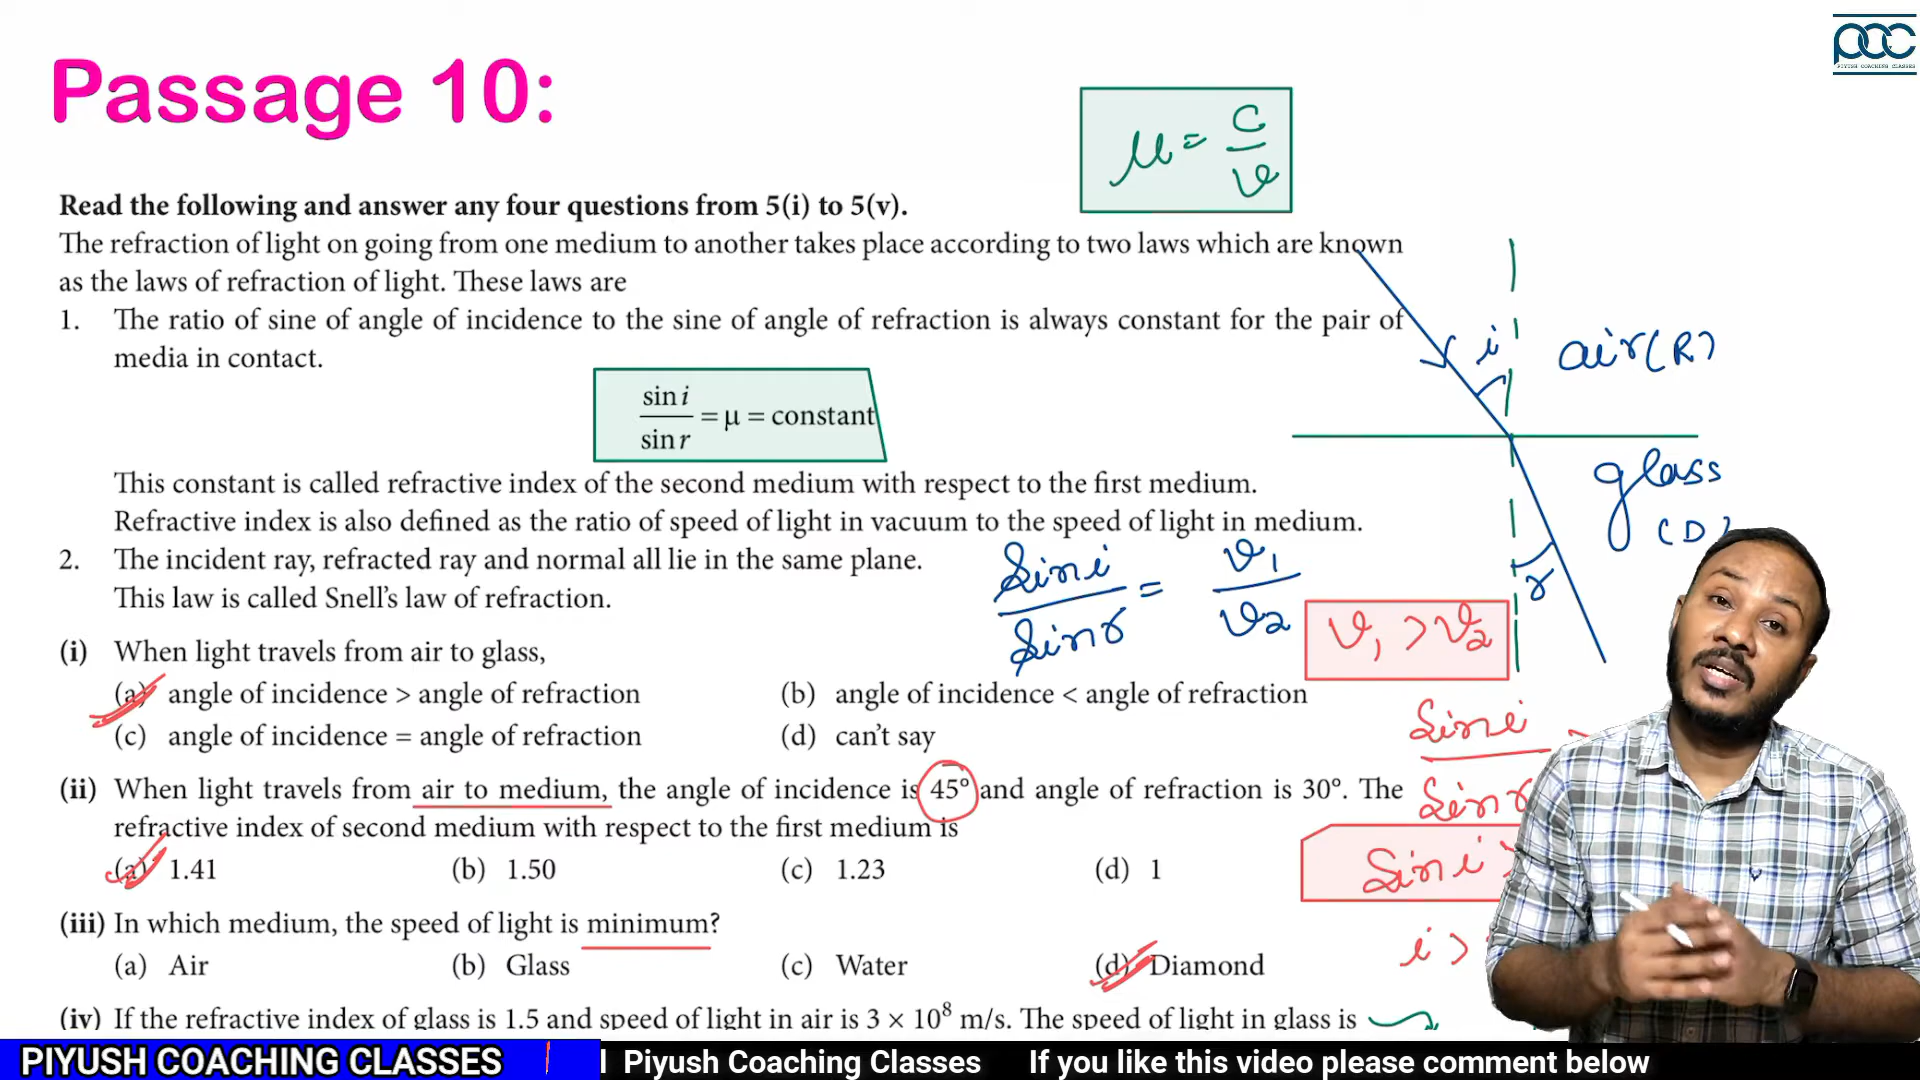 PCC
PIYUSH COACHING CLASSES
Passage 10:
μ = c / v
Read the following and answer any four questions from 5(i) to 5(v).
The refraction of light on going from one medium to another takes place according to two laws which are known
as the laws of refraction of light. These laws are
1. The ratio of sine of angle of incidence to the sine of angle of refraction is always constant for the pair of
media in contact.
i
air (R)
sin i / sin r = μ = constant
glass
(D)
This constant is called refractive index of the second medium with respect to the first medium.
Refractive index is also defined as the ratio of speed of light in vacuum to the speed of light in medium.
2. The incident ray, refracted ray and normal all lie in the same plane.
This law is called Snell's law of refraction.
Sin i / Sin r = v₁ / v₂
r
v₁ > v₂
(i) When light travels from air to glass,
(a) angle of incidence > angle of refraction (b) angle of incidence < angle of refraction
(c) angle of incidence = angle of refraction (d) can't say
Sin i
Sin r
(ii) When light travels from air to medium, the angle of incidence is 45° and angle of refraction is 30°. The
refractive index of second medium with respect to the first medium is
(a) 1.41 (b) 1.50 (c) 1.23 (d) 1
Sin i >
(iii) In which medium, the speed of light is minimum?
i >
(a) Air (b) Glass (c) Water (d) Diamond
(iv) If the refractive index of glass is 1.5 and speed of light in air is 3 × 10⁸ m/s. The speed of light in glass is
PIYUSH COACHING CLASSES
Piyush Coaching Classes If you like this video please comment below